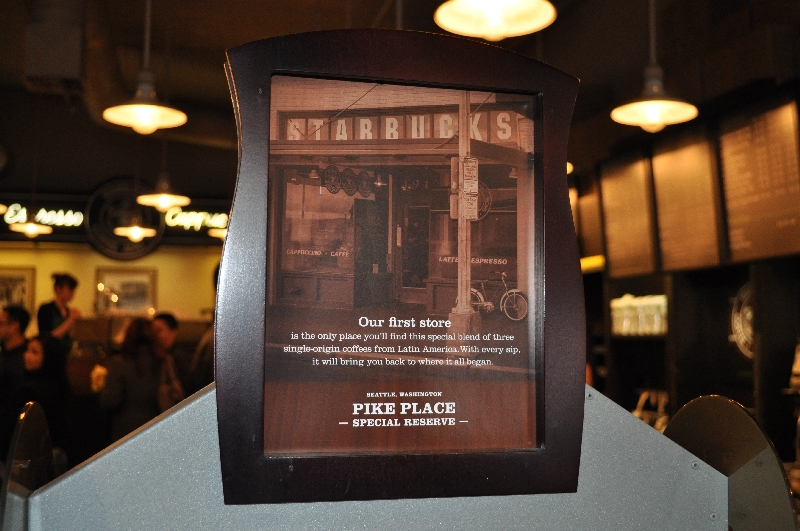 Espresso
Cappuc
STARBUCKS
CAPPUCCINO · CAFFE
LATTE ESPRESSO
Our first store
is the only place you'll find this special blend of three
single-origin coffees from Latin America. With every sip,
it will bring you back to where it all began.
SEATTLE, WASHINGTON
PIKE PLACE
— SPECIAL RESERVE —